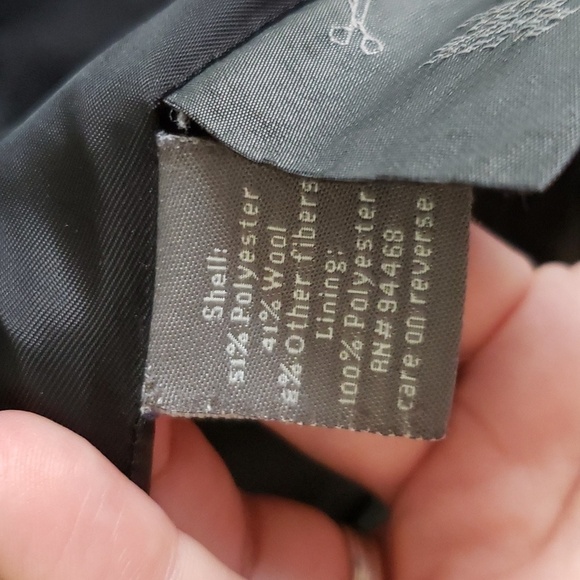 Shell:
51% Polyester
41% Wool
8% Other fibers
Lining:
100% Polyester
RN# 94468
care on reverse